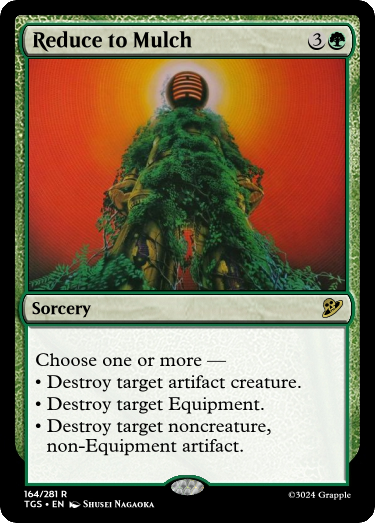 Reduce to Mulch 3
Sorcery
Choose one or more —
• Destroy target artifact creature.
• Destroy target Equipment.
• Destroy target noncreature,
non-Equipment artifact.
164/281 R
TGS • EN Shusei Nagaoka
©3024 Grapple